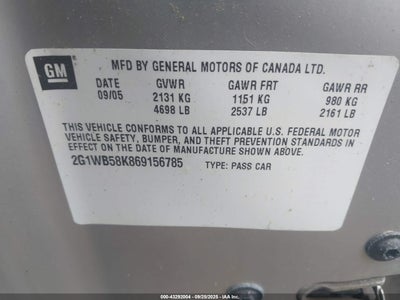 GM
MFD BY GENERAL MOTORS OF CANADA LTD.
DATE GVWR GAWR FRT GAWR RR
09/05 2131 KG 1151 KG 980 KG
4698 LB 2537 LB 2161 LB
THIS VEHICLE CONFORMS TO ALL APPLICABLE U.S. FEDERAL MOTOR
VEHICLE SAFETY, BUMPER, AND THEFT PREVENTION STANDARDS
IN EFFECT ON THE DATE OF MANUFACTURE SHOWN ABOVE.
2G1WB58K869156785 TYPE: PASS CAR
000-43292004 - 09/29/2025 - IAAI.COM